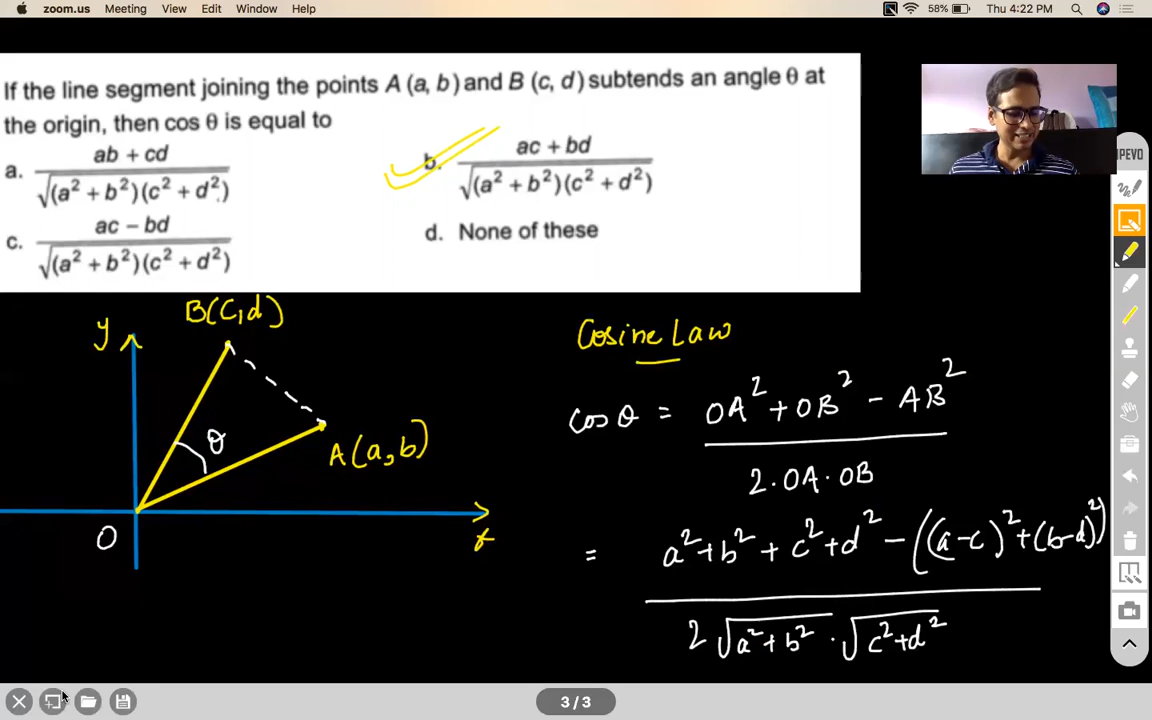 zoom.us Meeting View Edit Window Help 58% Thu 4:22 PM
If the line segment joining the points A (a, b) and B (c, d) subtends an angle θ at
the origin, then cos θ is equal to
a. ab + cd / √(a² + b²)(c² + d²)
b. ac + bd / √(a² + b²)(c² + d²)
c. ac − bd / √(a² + b²)(c² + d²)
d. None of these
IPEVO
B(c,d)
y
θ
A(a,b)
O
x
Cosine Law
cos θ = OA² + OB² − AB² / 2·OA·OB
= a²+b² + c²+d² − ((a−c)²+(b−d)²) / 2√a²+b² · √c²+d²
3/3